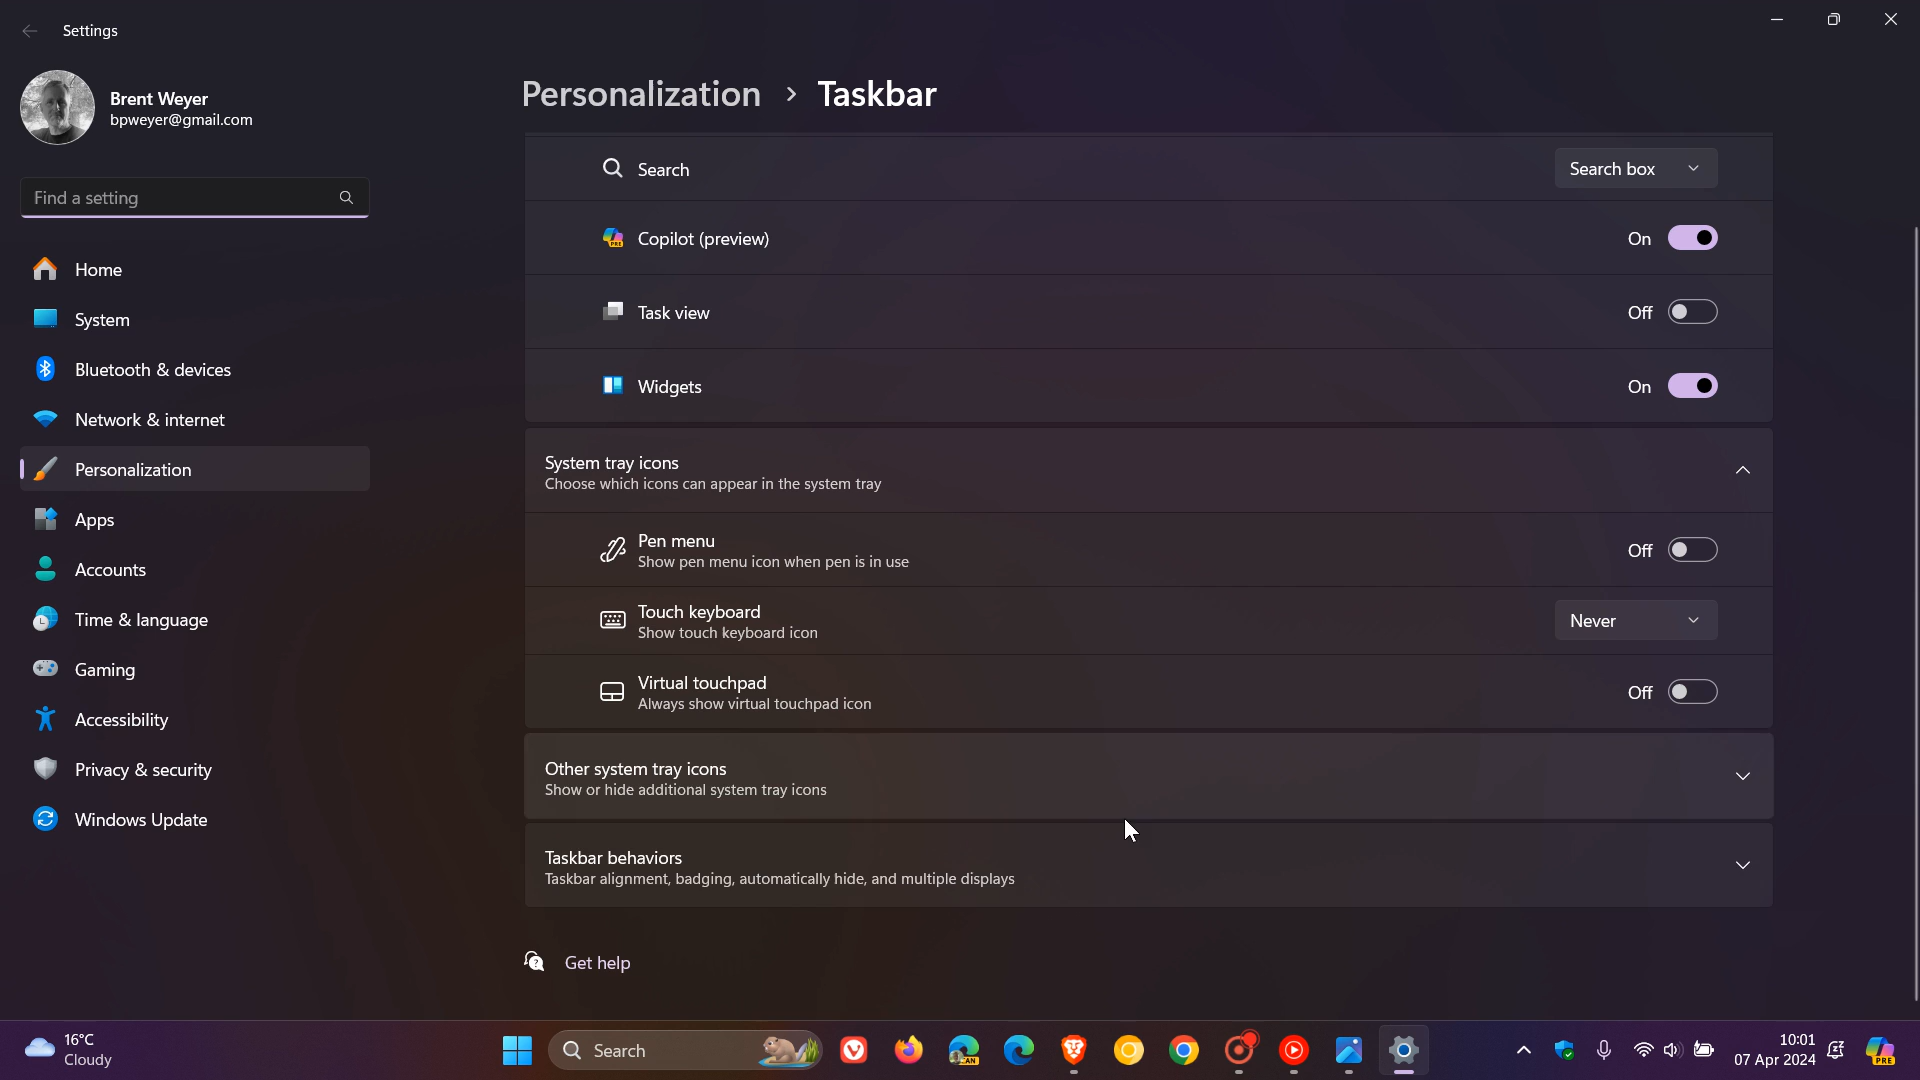 Settings
Brent Weyer
bpweyer@gmail.com
Find a setting
Home
System
Bluetooth & devices
Network & internet
Personalization
Apps
Accounts
Time & language
Gaming
Accessibility
Privacy & security
Windows Update
Personalization > Taskbar
Search
Search box
Copilot (preview)
On
Task view
Off
Widgets
On
System tray icons
Choose which icons can appear in the system tray
Pen menu
Show pen menu icon when pen is in use
Off
Touch keyboard
Show touch keyboard icon
Never
Virtual touchpad
Always show virtual touchpad icon
Off
Other system tray icons
Show or hide additional system tray icons
Taskbar behaviors
Taskbar alignment, badging, automatically hide, and multiple displays
Get help
16°C
Cloudy
Search
CAN
10:01
07 Apr 2024
PRE